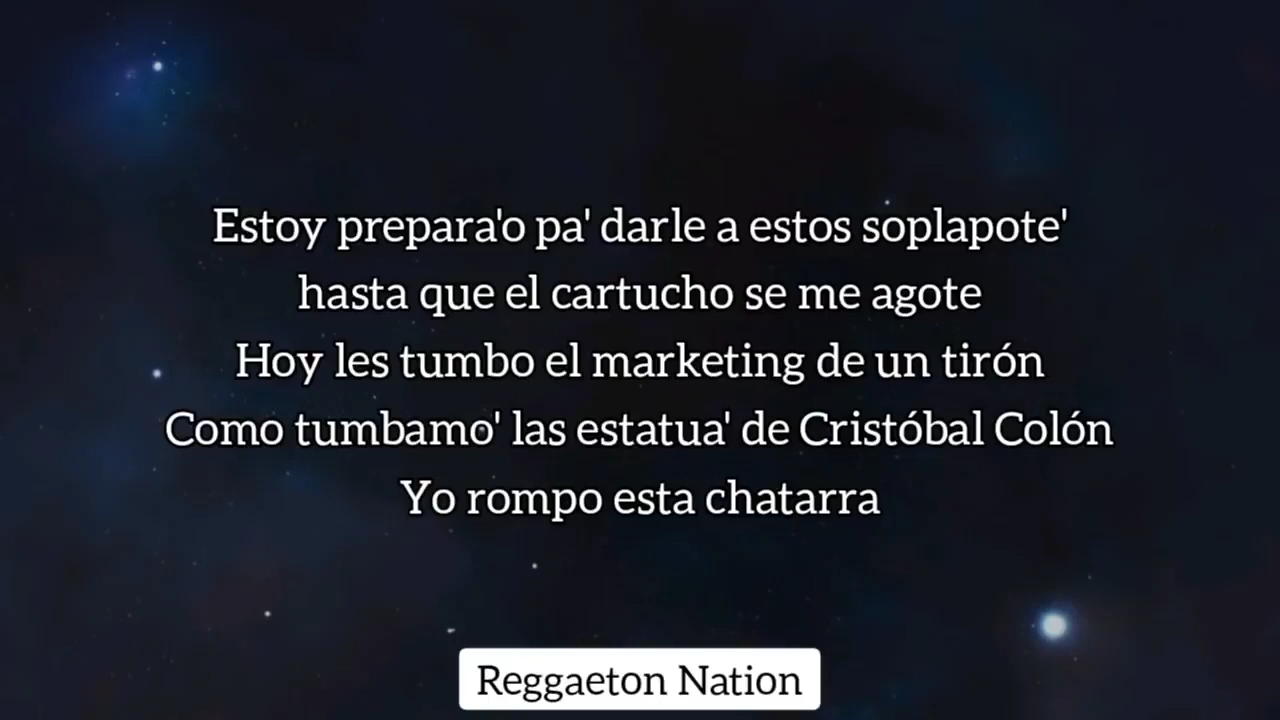 Estoy prepara'o pa' darle a estos soplapote'
hasta que el cartucho se me agote
Hoy les tumbo el marketing de un tirón
Como tumbamo' las estatua' de Cristóbal Colón
Yo rompo esta chatarra
Reggaeton Nation